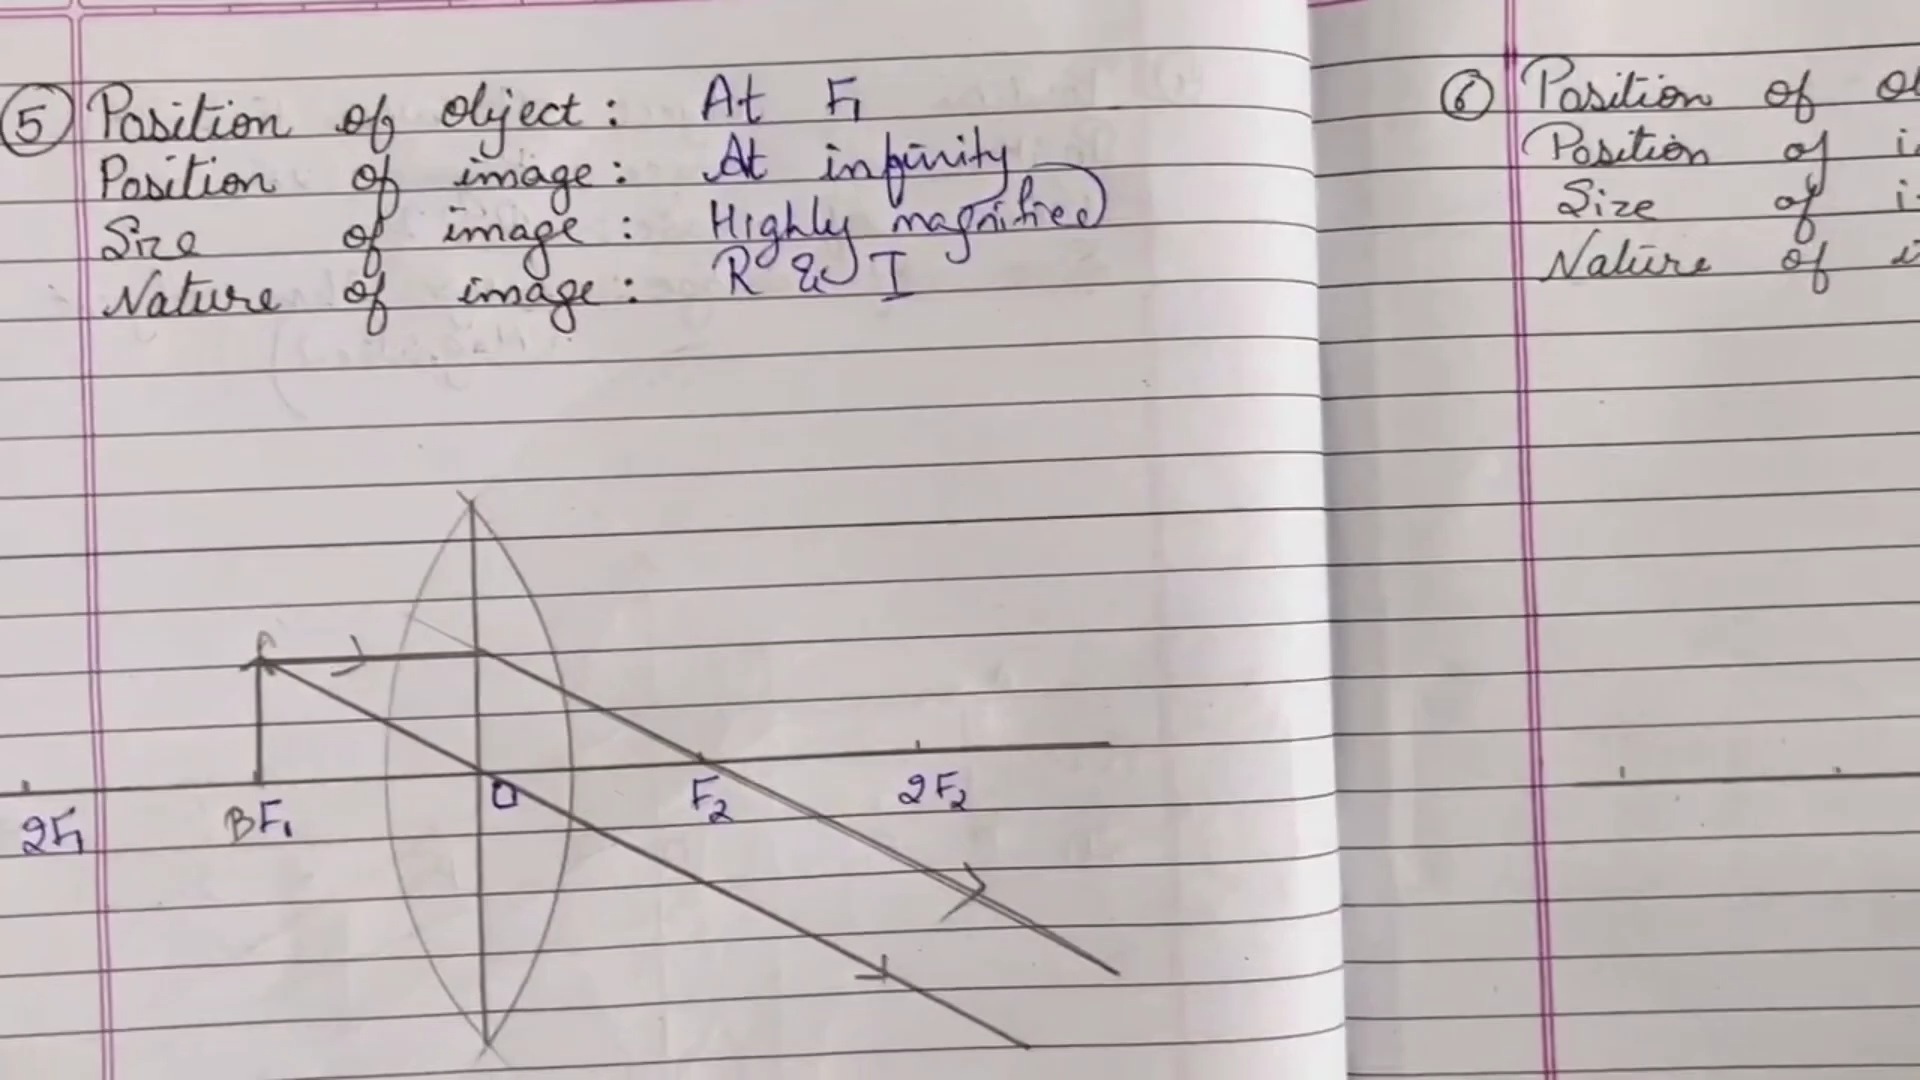 5 Position of object : At F1
Position of image : At infinity
Size of image : Highly magnified
Nature of image : R & I
A
2F1
B F1
O
F2
2F2
6 Position of
Position of
Size of
Nature of